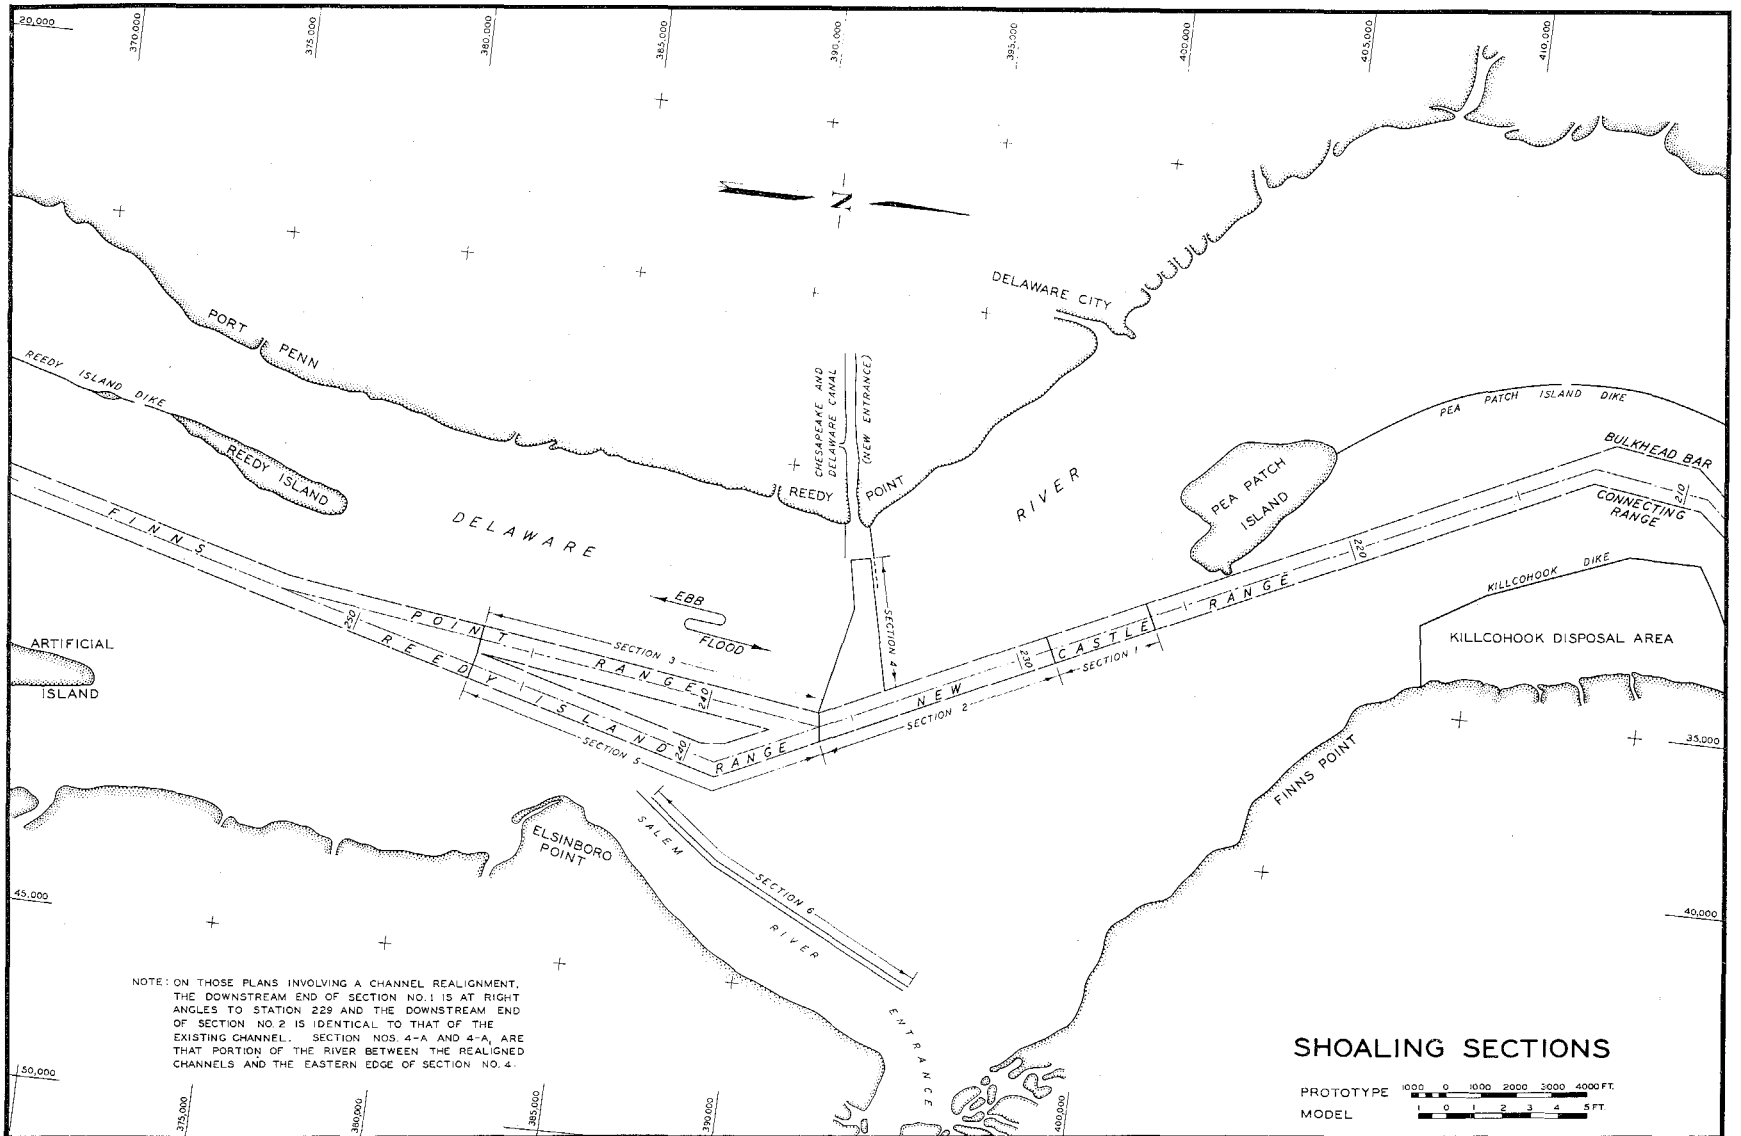 20,000
370,000
375,000
380,000
385,000
390,000
395,000
400,000
405,000
410,000
N
DELAWARE CITY
PORT PENN
REEDY ISLAND DIKE
REEDY ISLAND
CHESAPEAKE AND
DELAWARE CANAL
(NEW ENTRANCE)
REEDY POINT
DELAWARE
RIVER
PEA PATCH ISLAND DIKE
PEA PATCH
ISLAND
BULKHEAD BAR
210
CONNECTING
RANGE
220
KILLCOHOOK DIKE
KILLCOHOOK DISPOSAL AREA
FINNS POINT RANGE
EBB
FLOOD
SECTION 4
SECTION 3
250
240
ARTIFICIAL
ISLAND
REEDY ISLAND RANGE
240
SECTION 5
NEW CASTLE RANGE
230
SECTION 1
SECTION 2
35,000
FINNS POINT
ELSINBORO
POINT
SALEM RIVER ENTRANCE
SECTION 6
45,000
40,000
NOTE: ON THOSE PLANS INVOLVING A CHANNEL REALIGNMENT,
THE DOWNSTREAM END OF SECTION NO. 1 IS AT RIGHT
ANGLES TO STATION 229 AND THE DOWNSTREAM END
OF SECTION NO. 2 IS IDENTICAL TO THAT OF THE
EXISTING CHANNEL. SECTION NOS. 4-A AND 4-A₁ ARE
THAT PORTION OF THE RIVER BETWEEN THE REALIGNED
CHANNELS AND THE EASTERN EDGE OF SECTION NO. 4.
50,000
375,000
380,000
385,000
390,000
400,000
SHOALING SECTIONS
PROTOTYPE 1000 0 1000 2000 3000 4000 FT.
MODEL 1 0 1 2 3 4 5 FT.